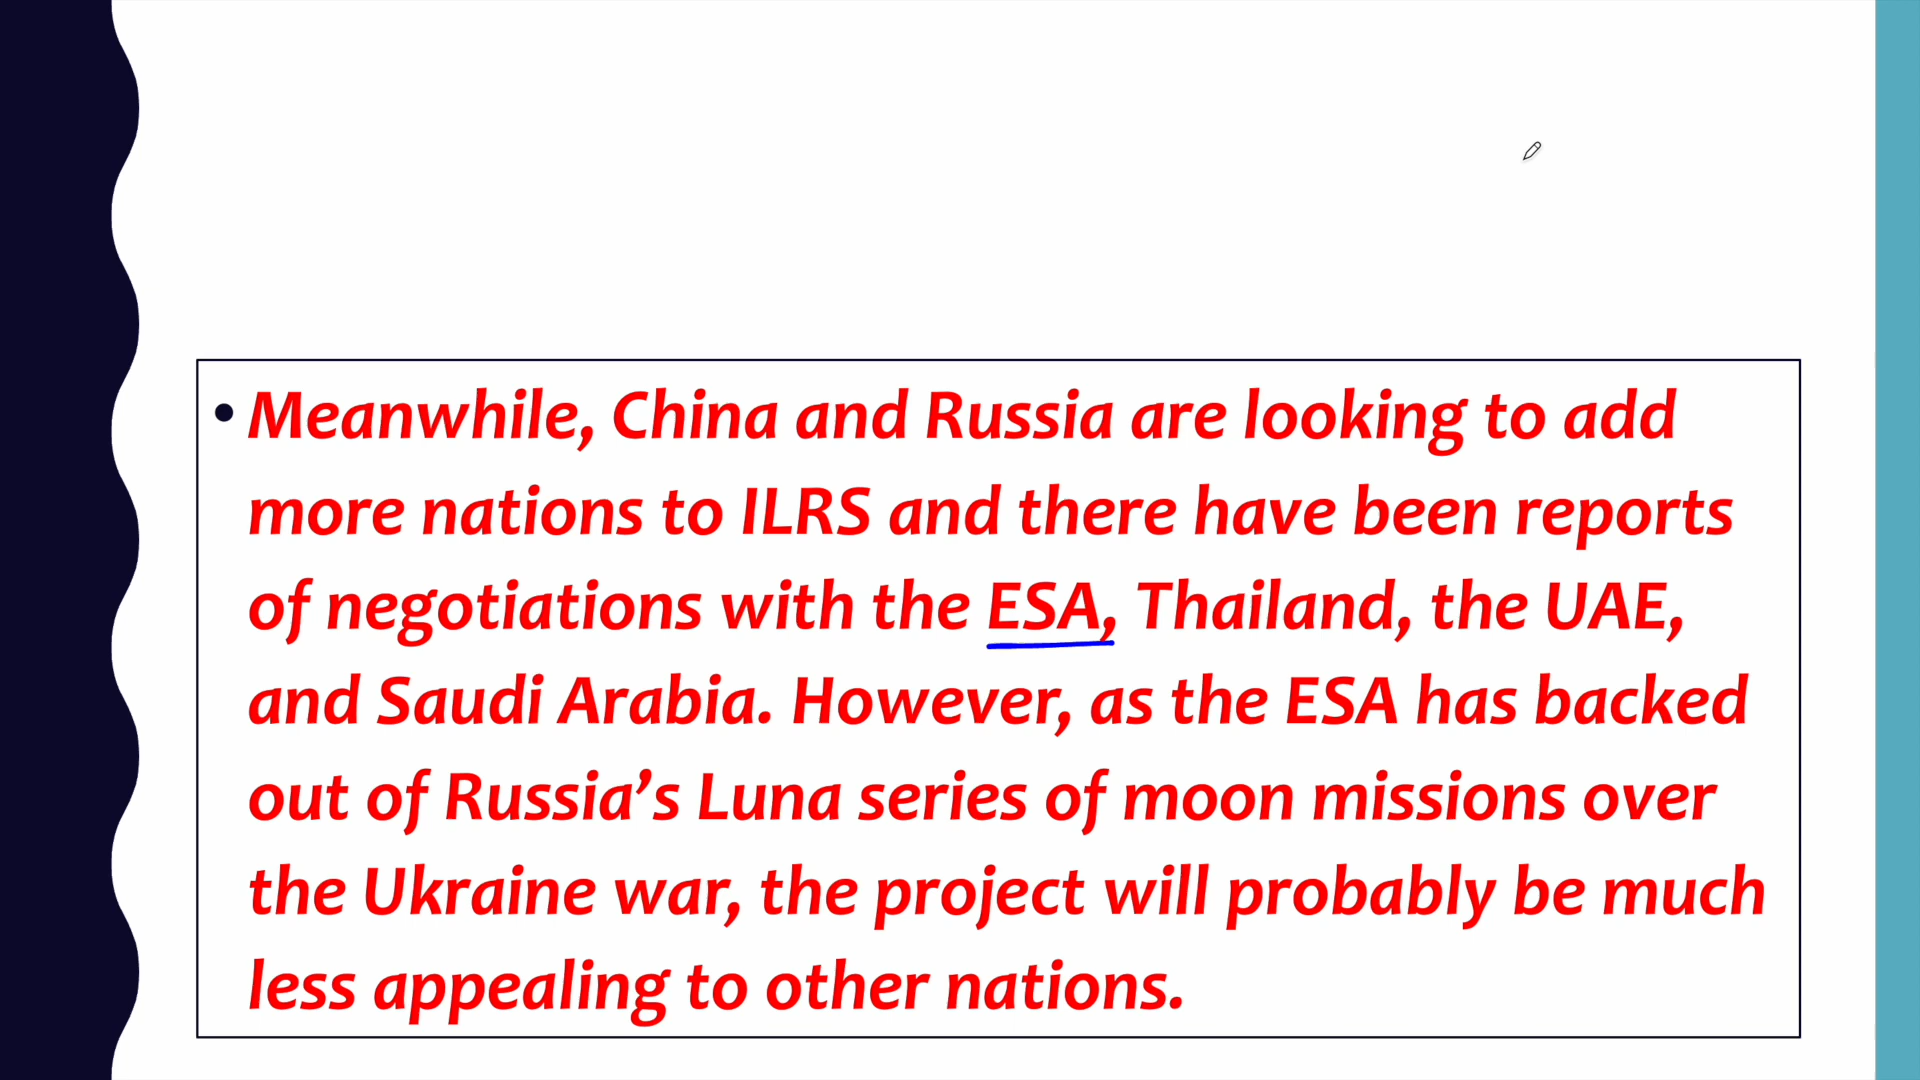 • Meanwhile, China and Russia are looking to add
more nations to ILRS and there have been reports
of negotiations with the ESA, Thailand, the UAE,
and Saudi Arabia. However, as the ESA has backed
out of Russia’s Luna series of moon missions over
the Ukraine war, the project will probably be much
less appealing to other nations.